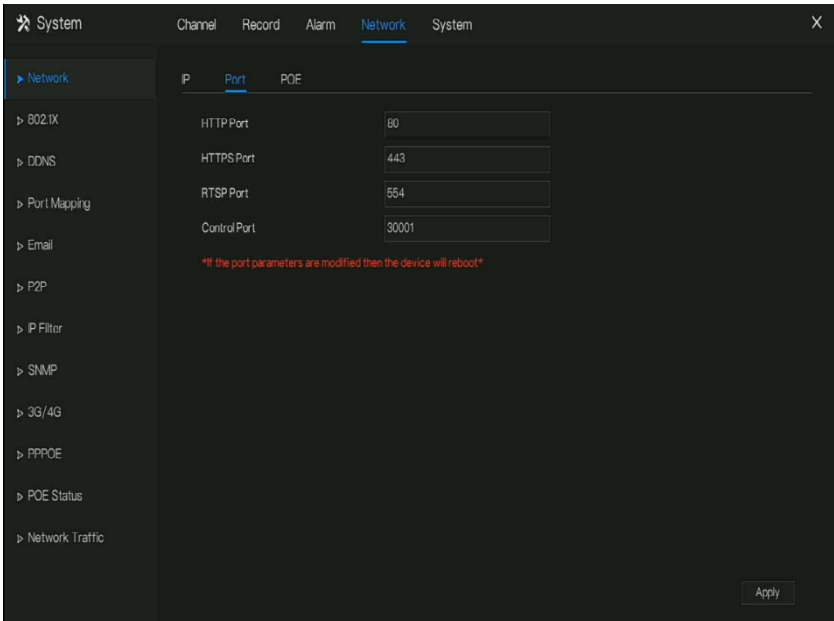 System
Channel Record Alarm Network System X
Network
802.1X
DDNS
Port Mapping
Email
P2P
IP Filter
SNMP
3G/4G
PPPOE
POE Status
Network Traffic
IP Port POE
HTTP Port 80
HTTPS Port 443
RTSP Port 554
Control Port 30001
*If the port parameters are modified then the device will reboot*
Apply